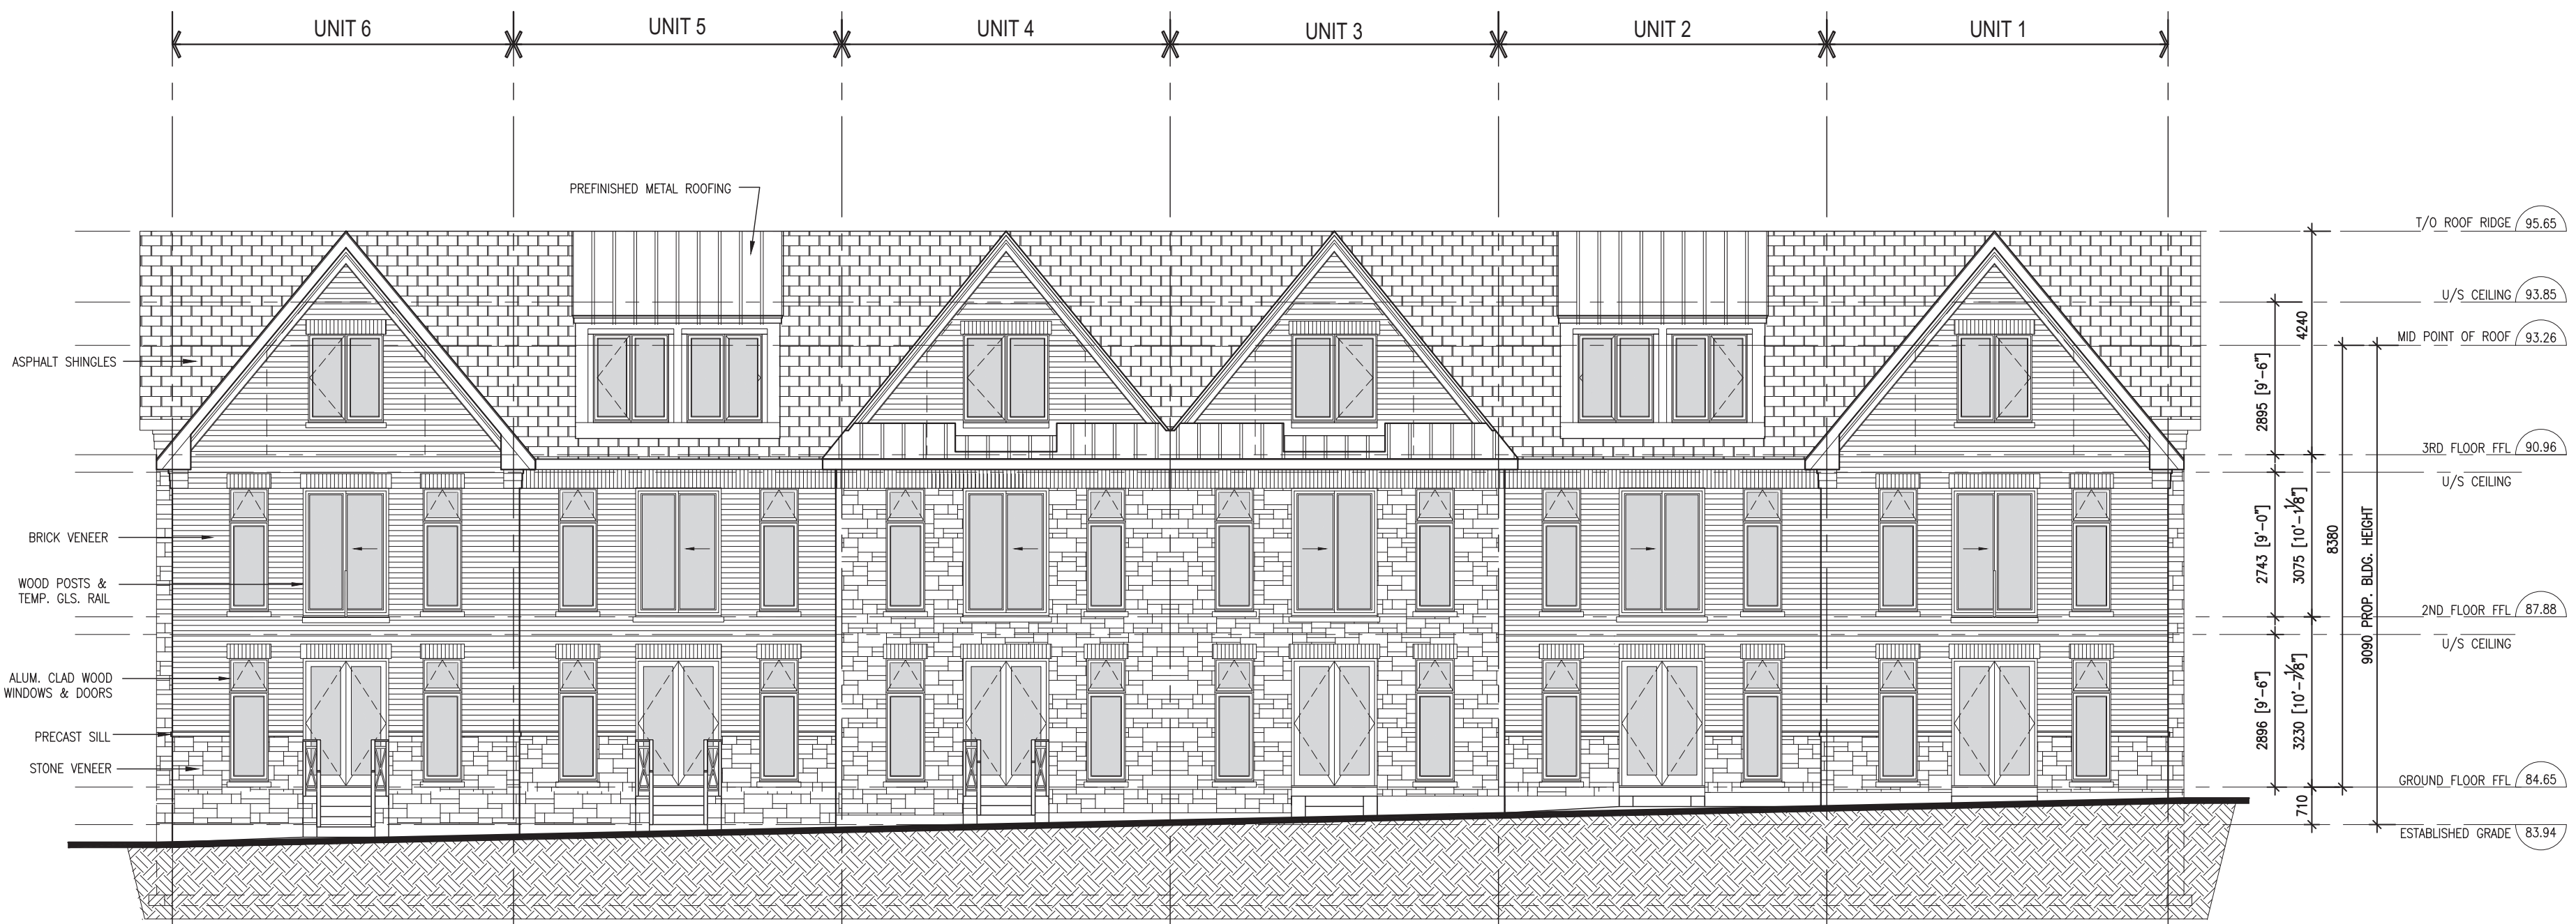 UNIT 6
UNIT 5
UNIT 4
UNIT 3
UNIT 2
UNIT 1
PREFINISHED METAL ROOFING
ASPHALT SHINGLES
BRICK VENEER
WOOD POSTS &
TEMP. GLS. RAIL
ALUM. CLAD WOOD
WINDOWS & DOORS
PRECAST SILL
STONE VENEER
2895 [9'-6"]
2743 [9'-0"]
2896 [9'-6"]
4240
3075 [10'-1/8"]
3230 [10'-7/8"]
710
8380
9090 PROP. BLDG. HEIGHT
T/O ROOF RIDGE 95.65
U/S CEILING 93.85
MID POINT OF ROOF 93.26
3RD FLOOR FFL 90.96
U/S CEILING
2ND FLOOR FFL 87.88
U/S CEILING
GROUND FLOOR FFL 84.65
ESTABLISHED GRADE 83.94